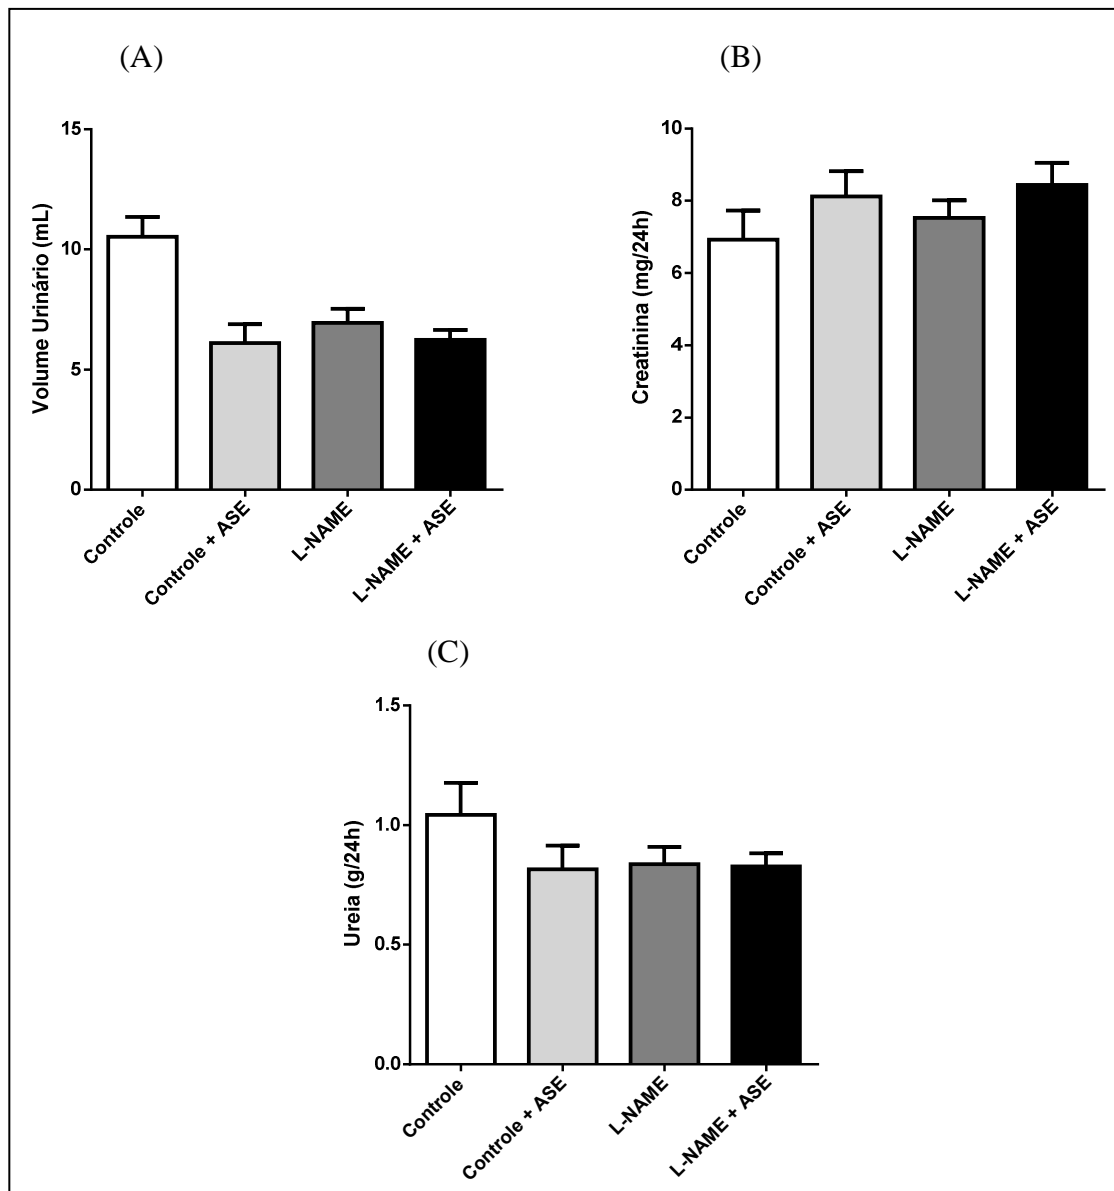 (A)
Volume Urinário (mL)
15
10
5
0
Controle
Controle + ASE
L-NAME
L-NAME + ASE
(B)
Creatinina (mg/24h)
10
8
6
4
2
0
Controle
Controle + ASE
L-NAME
L-NAME + ASE
(C)
Ureia (g/24h)
1.5
1.0
0.5
0.0
Controle
Controle + ASE
L-NAME
L-NAME + ASE